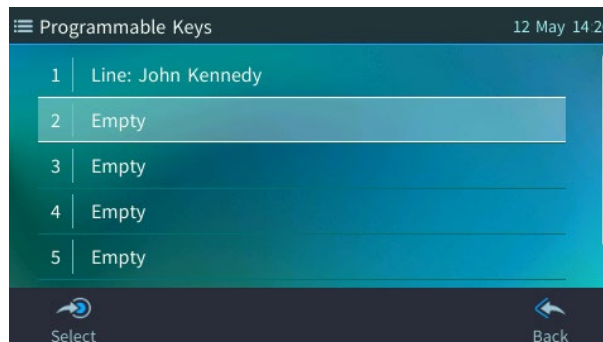 Programmable Keys 12 May 14:2
1 Line: John Kennedy
2 Empty
3 Empty
4 Empty
5 Empty
Select Back